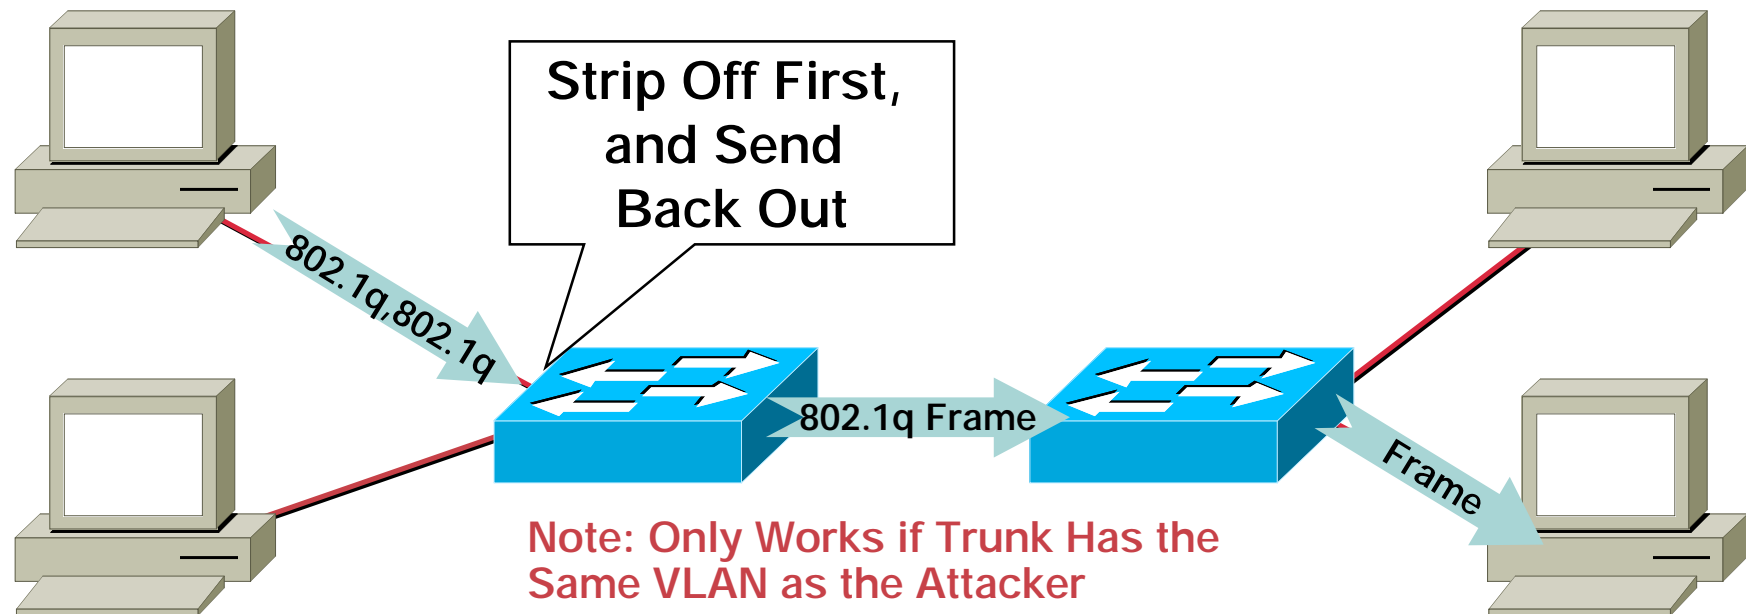 Strip Off First,
and Send
Back Out
802.1q,802.1q
802.1q Frame
Frame
Note: Only Works if Trunk Has the
Same VLAN as the Attacker